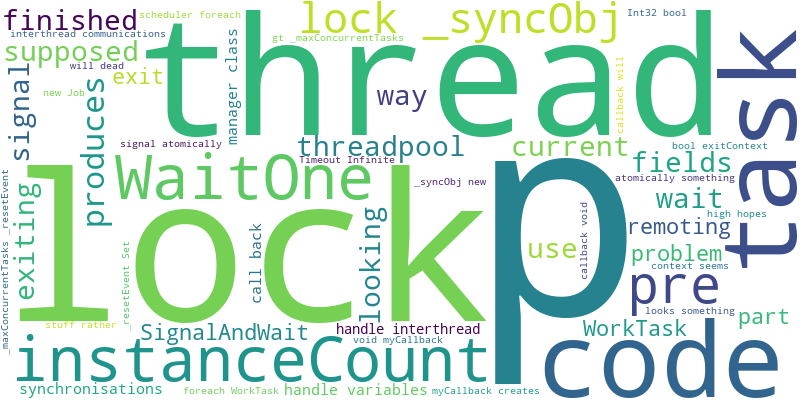 finished
scheduler foreach
lock _syncObj
Int32 bool
interthread communications
thread
gt _maxConcurrentTasks
supposed
will dead
exit
manager class
way
callback will
task
signal
new Job
produces
signal atomically
threadpool
current
bool exitContext
Timeout Infinite
fields
WaitOne
_syncObj new
atomically something
_maxConcurrentTasks _resetEvent
exiting
lock
p
wait
high hopes
looking
call back
callback void
remoting
_resetEvent Set
use
problem
context seems
pre
looks something
stuff rather
SignalAndWait
handle interthread
WorkTask
part
void myCallback
instanceCount
code
synchronisations
foreach WorkTask
handle variables
myCallback creates